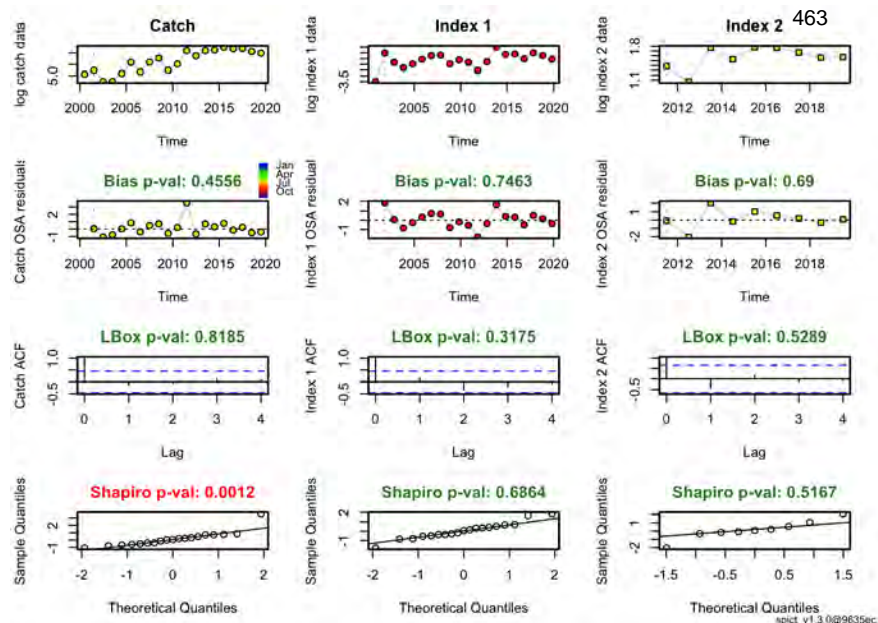 463
Catch
log catch data
5.0
2000 2005 2010 2015 2020
Time
Index 1
log index 1 data
-3.5
2005 2010 2015 2020
Time
Index 2
log index 2 data
1.1 1.18
2012 2014 2016 2018
Time
Bias p-val: 0.4556
Jan
Apr
Jul
Oct
Catch OSA residual
-1 2
2000 2005 2010 2015 2020
Time
Bias p-val: 0.7463
Index 1 OSA residual
-1 2
2005 2010 2015 2020
Time
Bias p-val: 0.69
Index 2 OSA residual
-2 1
2012 2014 2016 2018
Time
LBox p-val: 0.8185
Catch ACF
-0.5 1.0
0 1 2 3 4
Lag
LBox p-val: 0.3175
Index 1 ACF
-0.5 1.0
0 1 2 3 4
Lag
LBox p-val: 0.5289
Index 2 ACF
-0.5
0 1 2 3 4
Lag
Shapiro p-val: 0.0012
Sample Quantiles
-1 2
-2 -1 0 1 2
Theoretical Quantiles
Shapiro p-val: 0.6864
Sample Quantiles
-1 2
-2 -1 0 1 2
Theoretical Quantiles
Shapiro p-val: 0.5167
Sample Quantiles
-2 1
-1.5 -0.5 0.5 1.5
Theoretical Quantiles
spict_v1.3.0@9635ec